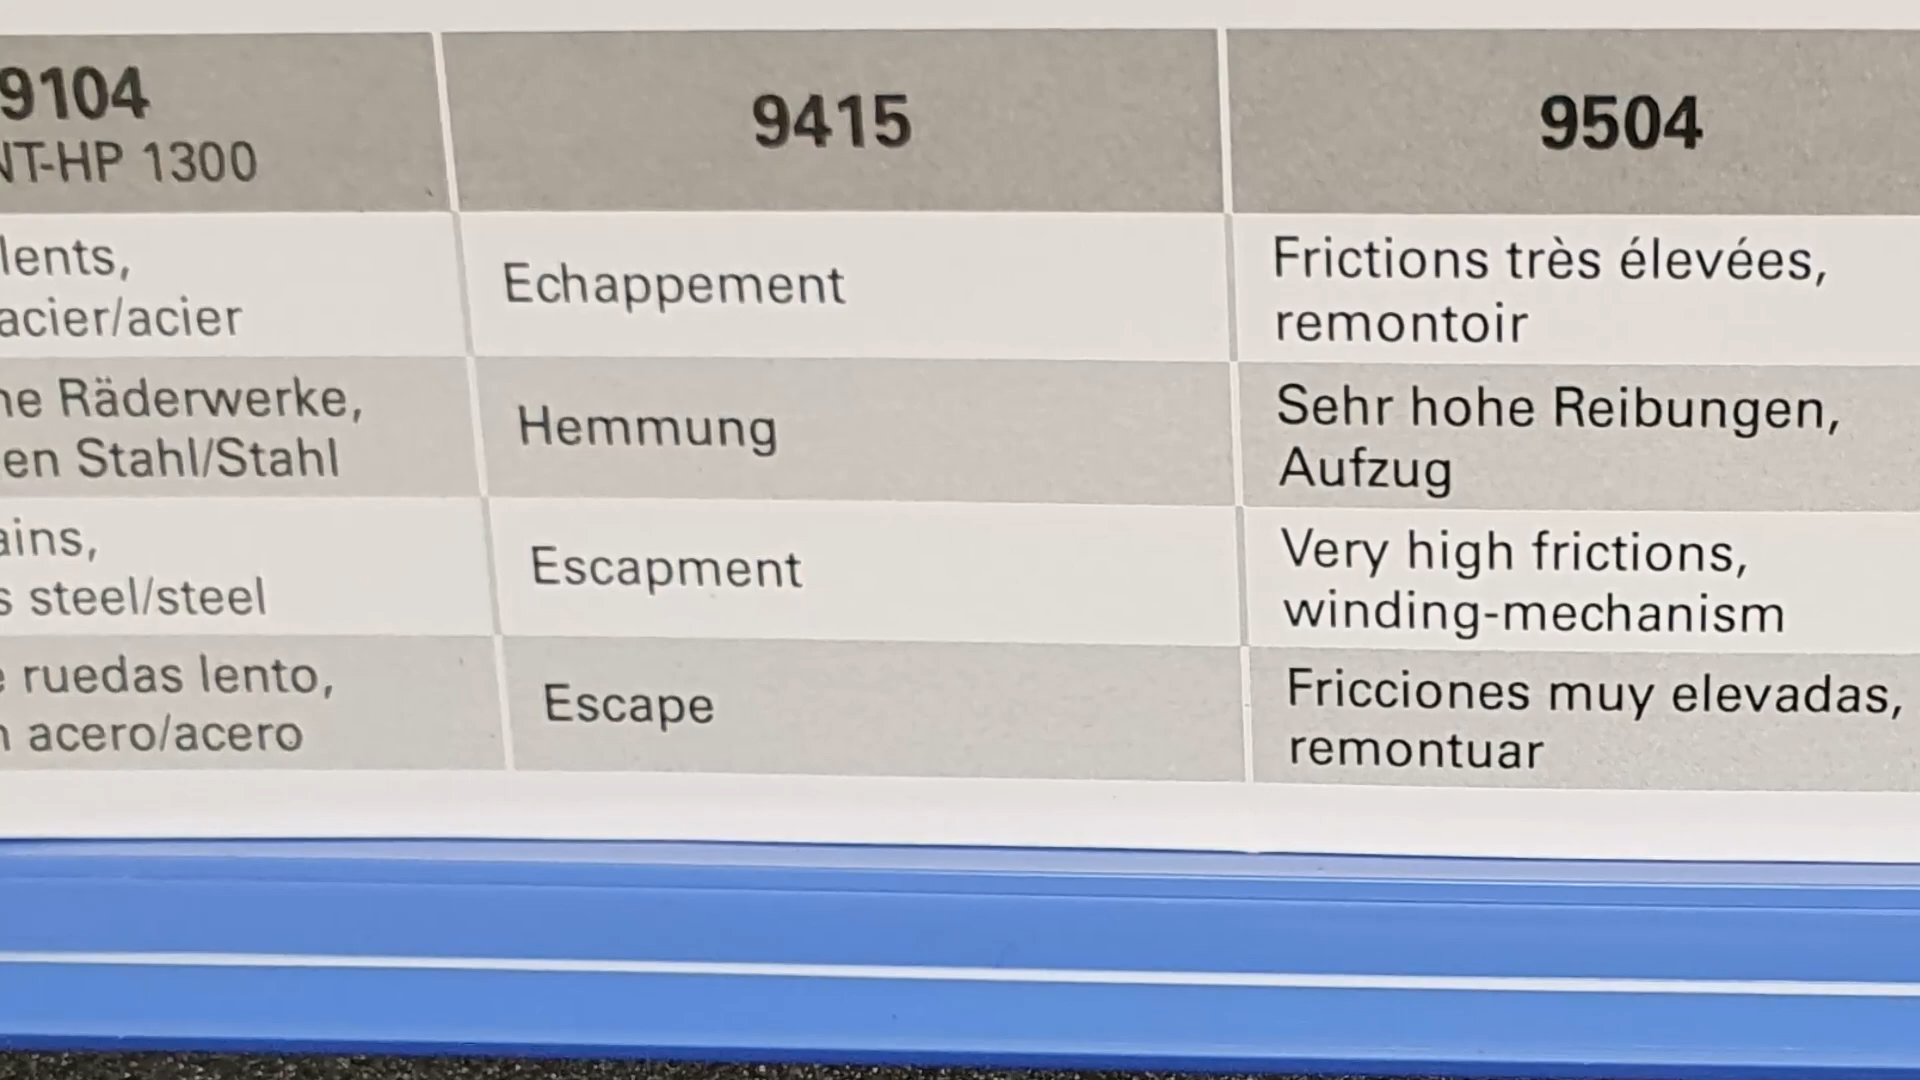 9104
NT-HP 1300
9415
9504
lents,
acier/acier
Echappement
Frictions très élevées,
remontoir
Räderwerke,
en Stahl/Stahl
Hemmung
Sehr hohe Reibungen,
Aufzug
ains,
s steel/steel
Escapment
Very high frictions,
winding-mechanism
ruedas lento,
acero/acero
Escape
Fricciones muy elevadas,
remontuar